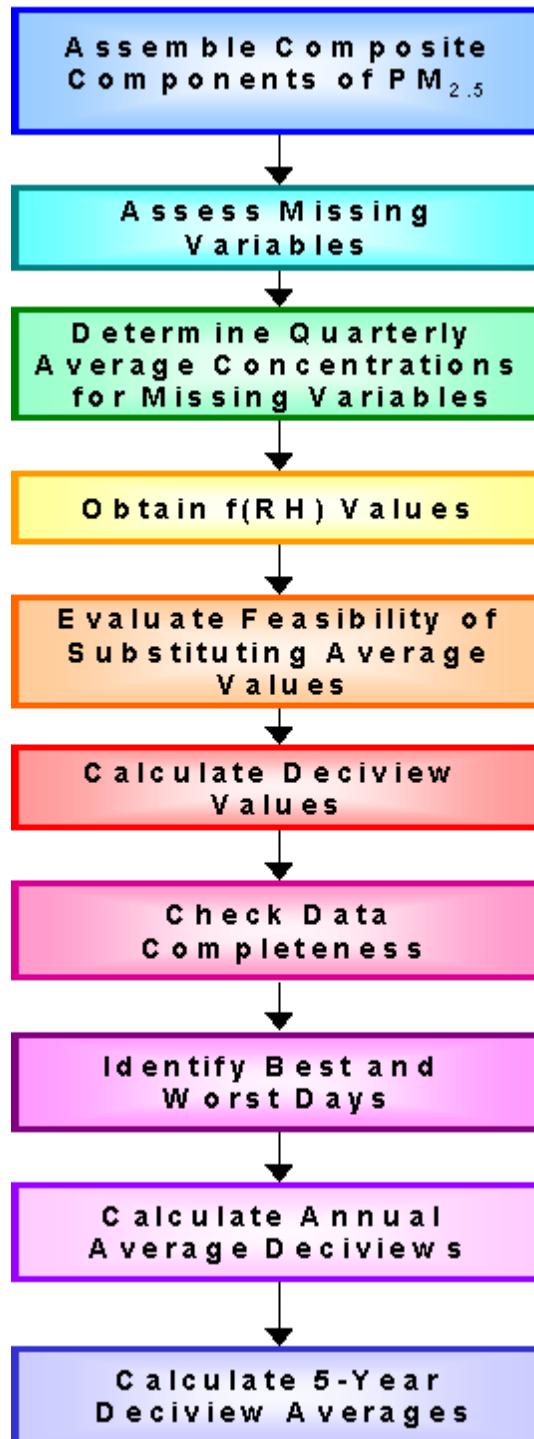 Assemble Composite
Components of PM2.5
Assess Missing
Variables
Determine Quarterly
Average Concentrations
for Missing Variables
Obtain f(RH) Values
Evaluate Feasibility of
Substituting Average
Values
Calculate Deciview
Values
Check Data
Completeness
Identify Best and
Worst Days
Calculate Annual
Average Deciviews
Calculate 5-Year
Deciview Averages